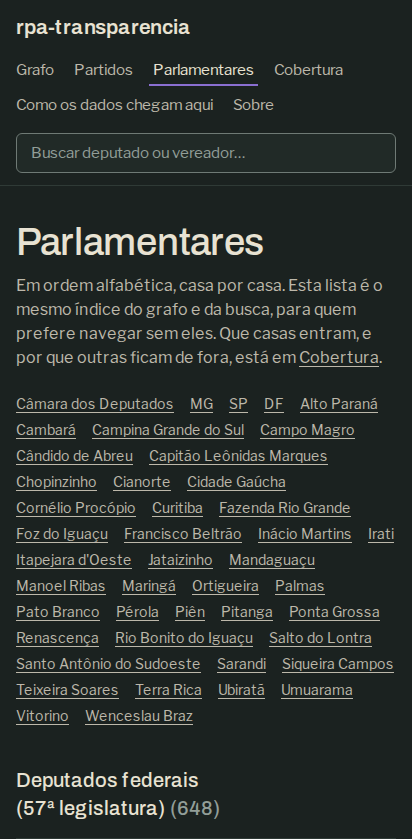 rpa-transparencia
Grafo Partidos Parlamentares Cobertura
Como os dados chegam aqui Sobre
Buscar deputado ou vereador...
Parlamentares
Em ordem alfabética, casa por casa. Esta lista é o
mesmo índice do grafo e da busca, para quem
prefere navegar sem eles. Que casas entram, e
por que outras ficam de fora, está em Cobertura.
Câmara dos Deputados MG SP DF Alto Paraná
Cambará Campina Grande do Sul Campo Magro
Cândido de Abreu Capitão Leônidas Marques
Chopinzinho Cianorte Cidade Gaúcha
Cornélio Procópio Curitiba Fazenda Rio Grande
Foz do Iguaçu Francisco Beltrão Inácio Martins Irati
Itapejara d'Oeste Jataizinho Mandaguaçu
Manoel Ribas Maringá Ortigueira Palmas
Pato Branco Pérola Piên Pitanga Ponta Grossa
Renascença Rio Bonito do Iguaçu Salto do Lontra
Santo Antônio do Sudoeste Sarandi Siqueira Campos
Teixeira Soares Terra Rica Ubiratã Umuarama
Vitorino Wenceslau Braz
Deputados federais
(57ª legislatura) (648)